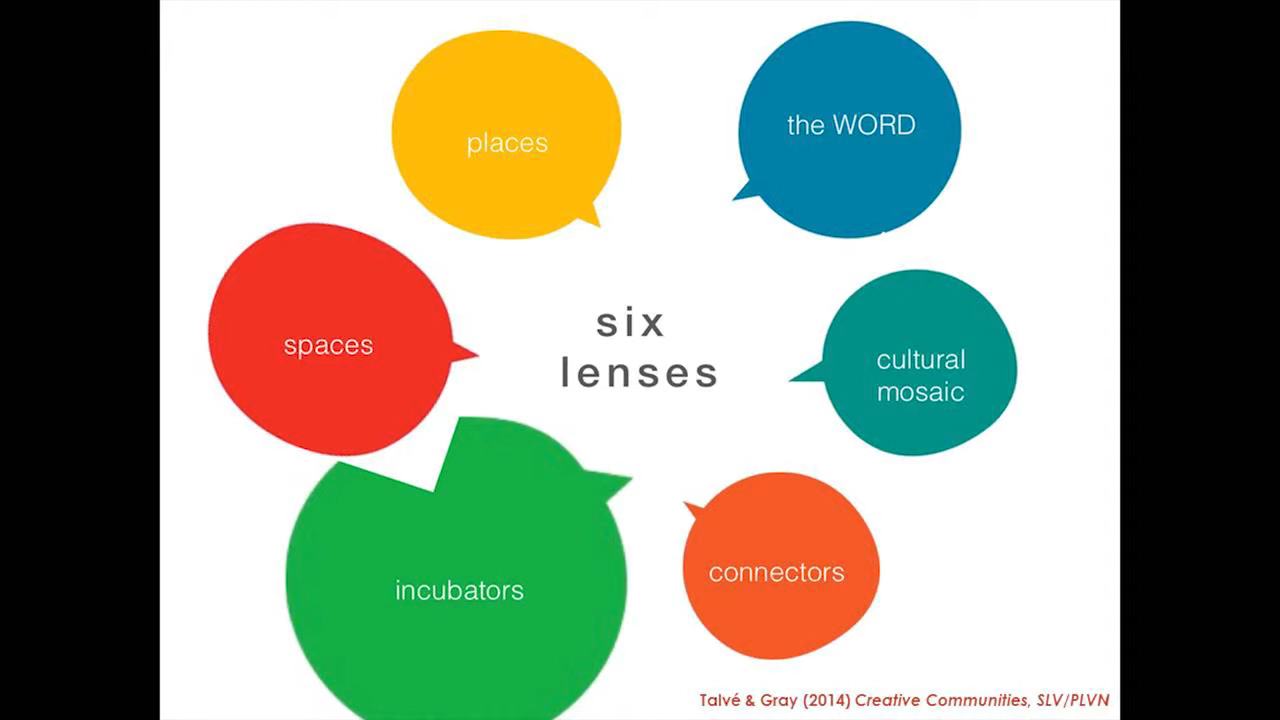 places
the WORD
spaces
six
lenses
cultural
mosaic
incubators
connectors
Talvé & Gray (2014) Creative Communities, SLV/PLVN